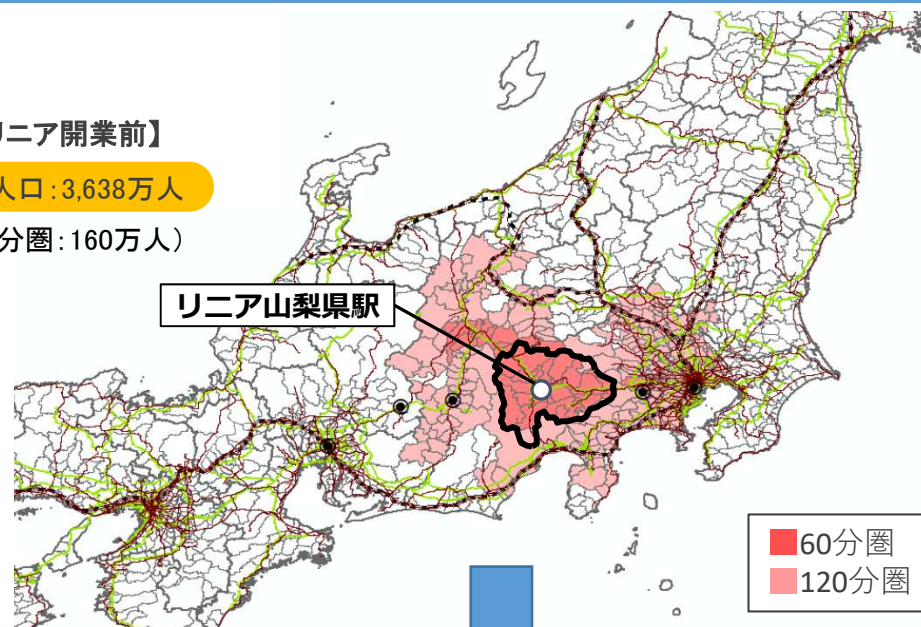 ニア開業前】
人口：3,638万人
分圏：160万人）
リニア山梨県駅
60分圏
120分圏